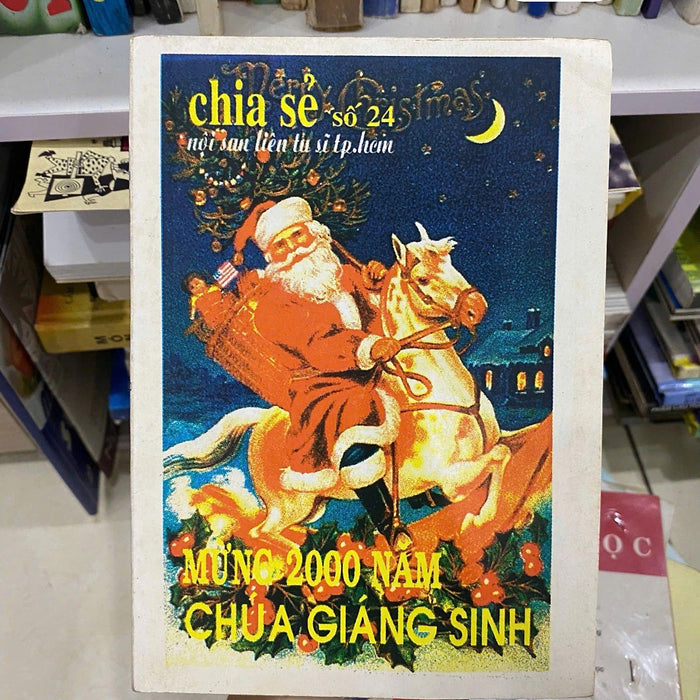 Merry Christmas
chia sẻ số 24
nội san liên tu sĩ tp.hcm
MỪNG 2000 NĂM
CHÚA GIÁNG SINH
ỌC